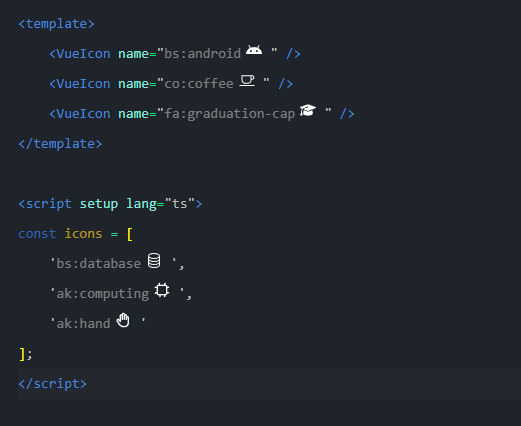 <template>
    <VueIcon name="bs:android " />
    <VueIcon name="co:coffee " />
    <VueIcon name="fa:graduation-cap " />
</template>

<script setup lang="ts">
const icons = [
    'bs:database ',
    'ak:computing ',
    'ak:hand '
];
</script>